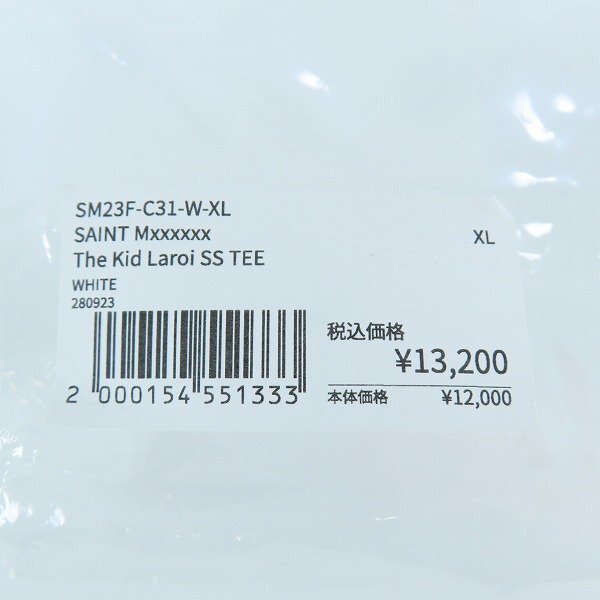 SM23F-C31-W-XL
SAINT Mxxxxxx
XL
The Kid Laroi SS TEE
WHITE
280923
税込価格
¥13,200
本体価格 ¥12,000
2 000154 551333